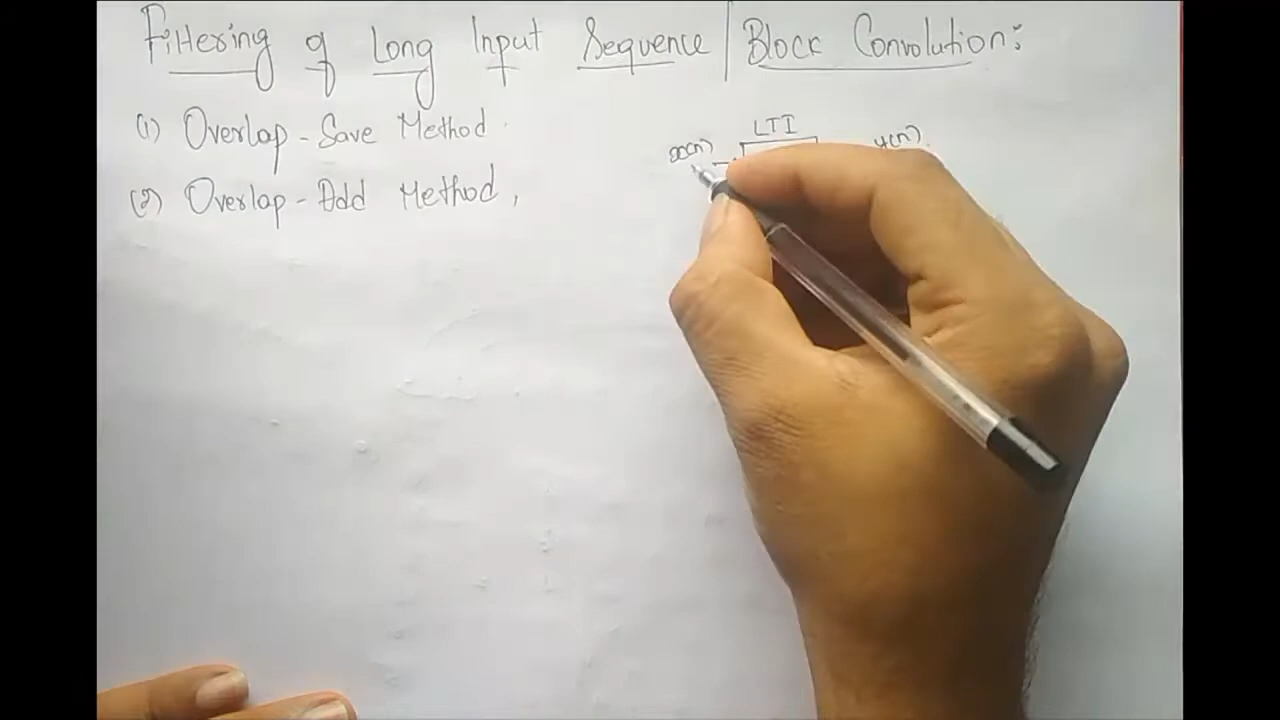 Filtering of Long Input Sequence | Block Convolution:
(1) Overlap-Save Method
(2) Overlap-Add Method,
LTI
x(n)
y(n)